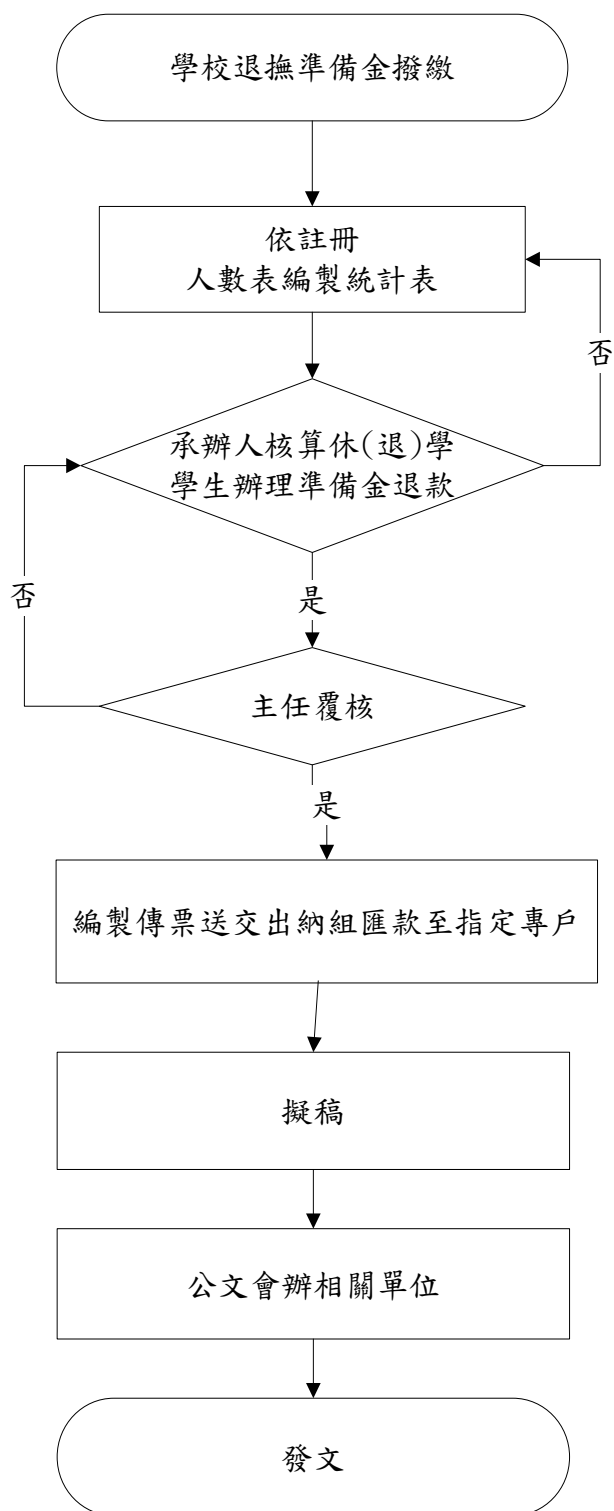 學校退撫準備金撥繳
依註冊
人數表編製統計表
否
承辦人核算休(退)學
學生辦理準備金退款
否
是
主任覆核
是
編製傳票送交出納組匯款至指定專戶
擬稿
公文會辦相關單位
發文